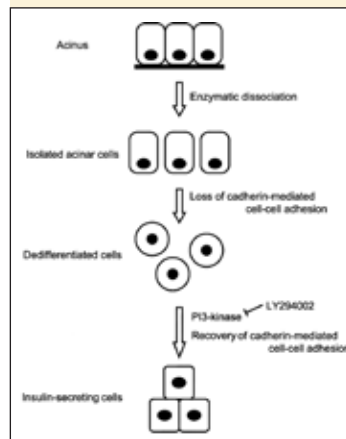 Acinus
Enzymatic dissociation
Isolated acinar cells
Loss of cadherin-mediated
cell-cell adhesion
Dedifferentiated cells
LY294002
PI3-kinase
Recovery of cadherin-mediated
cell-cell adhesion
Insulin-secreting cells